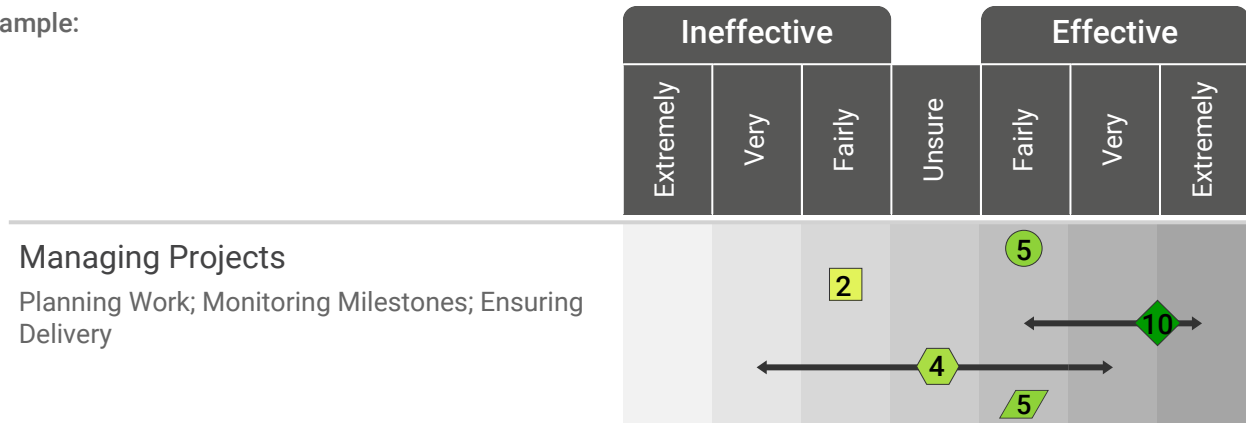 ample:
Ineffective
Effective
Extremely
Very
Fairly
Unsure
Fairly
Very
Extremely
Managing Projects
Planning Work; Monitoring Milestones; Ensuring
Delivery
5
2
10
4
5